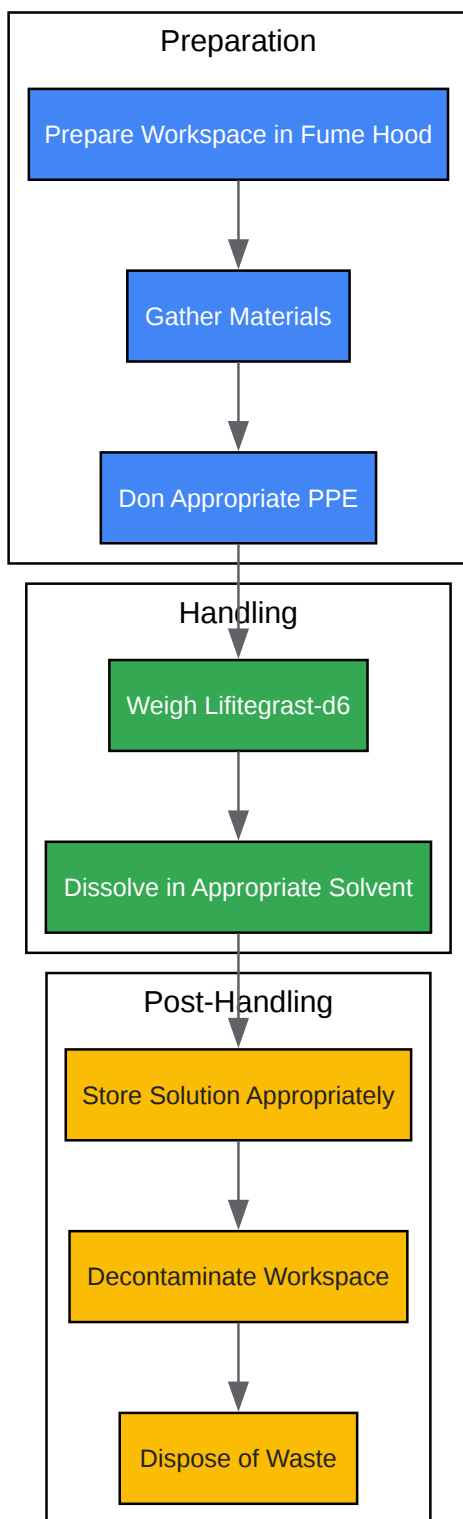 Preparation
Prepare Workspace in Fume Hood
Gather Materials
Don Appropriate PPE
Handling
Weigh Lifitegrast-d6
Dissolve in Appropriate Solvent
Post-Handling
Store Solution Appropriately
Decontaminate Workspace
Dispose of Waste